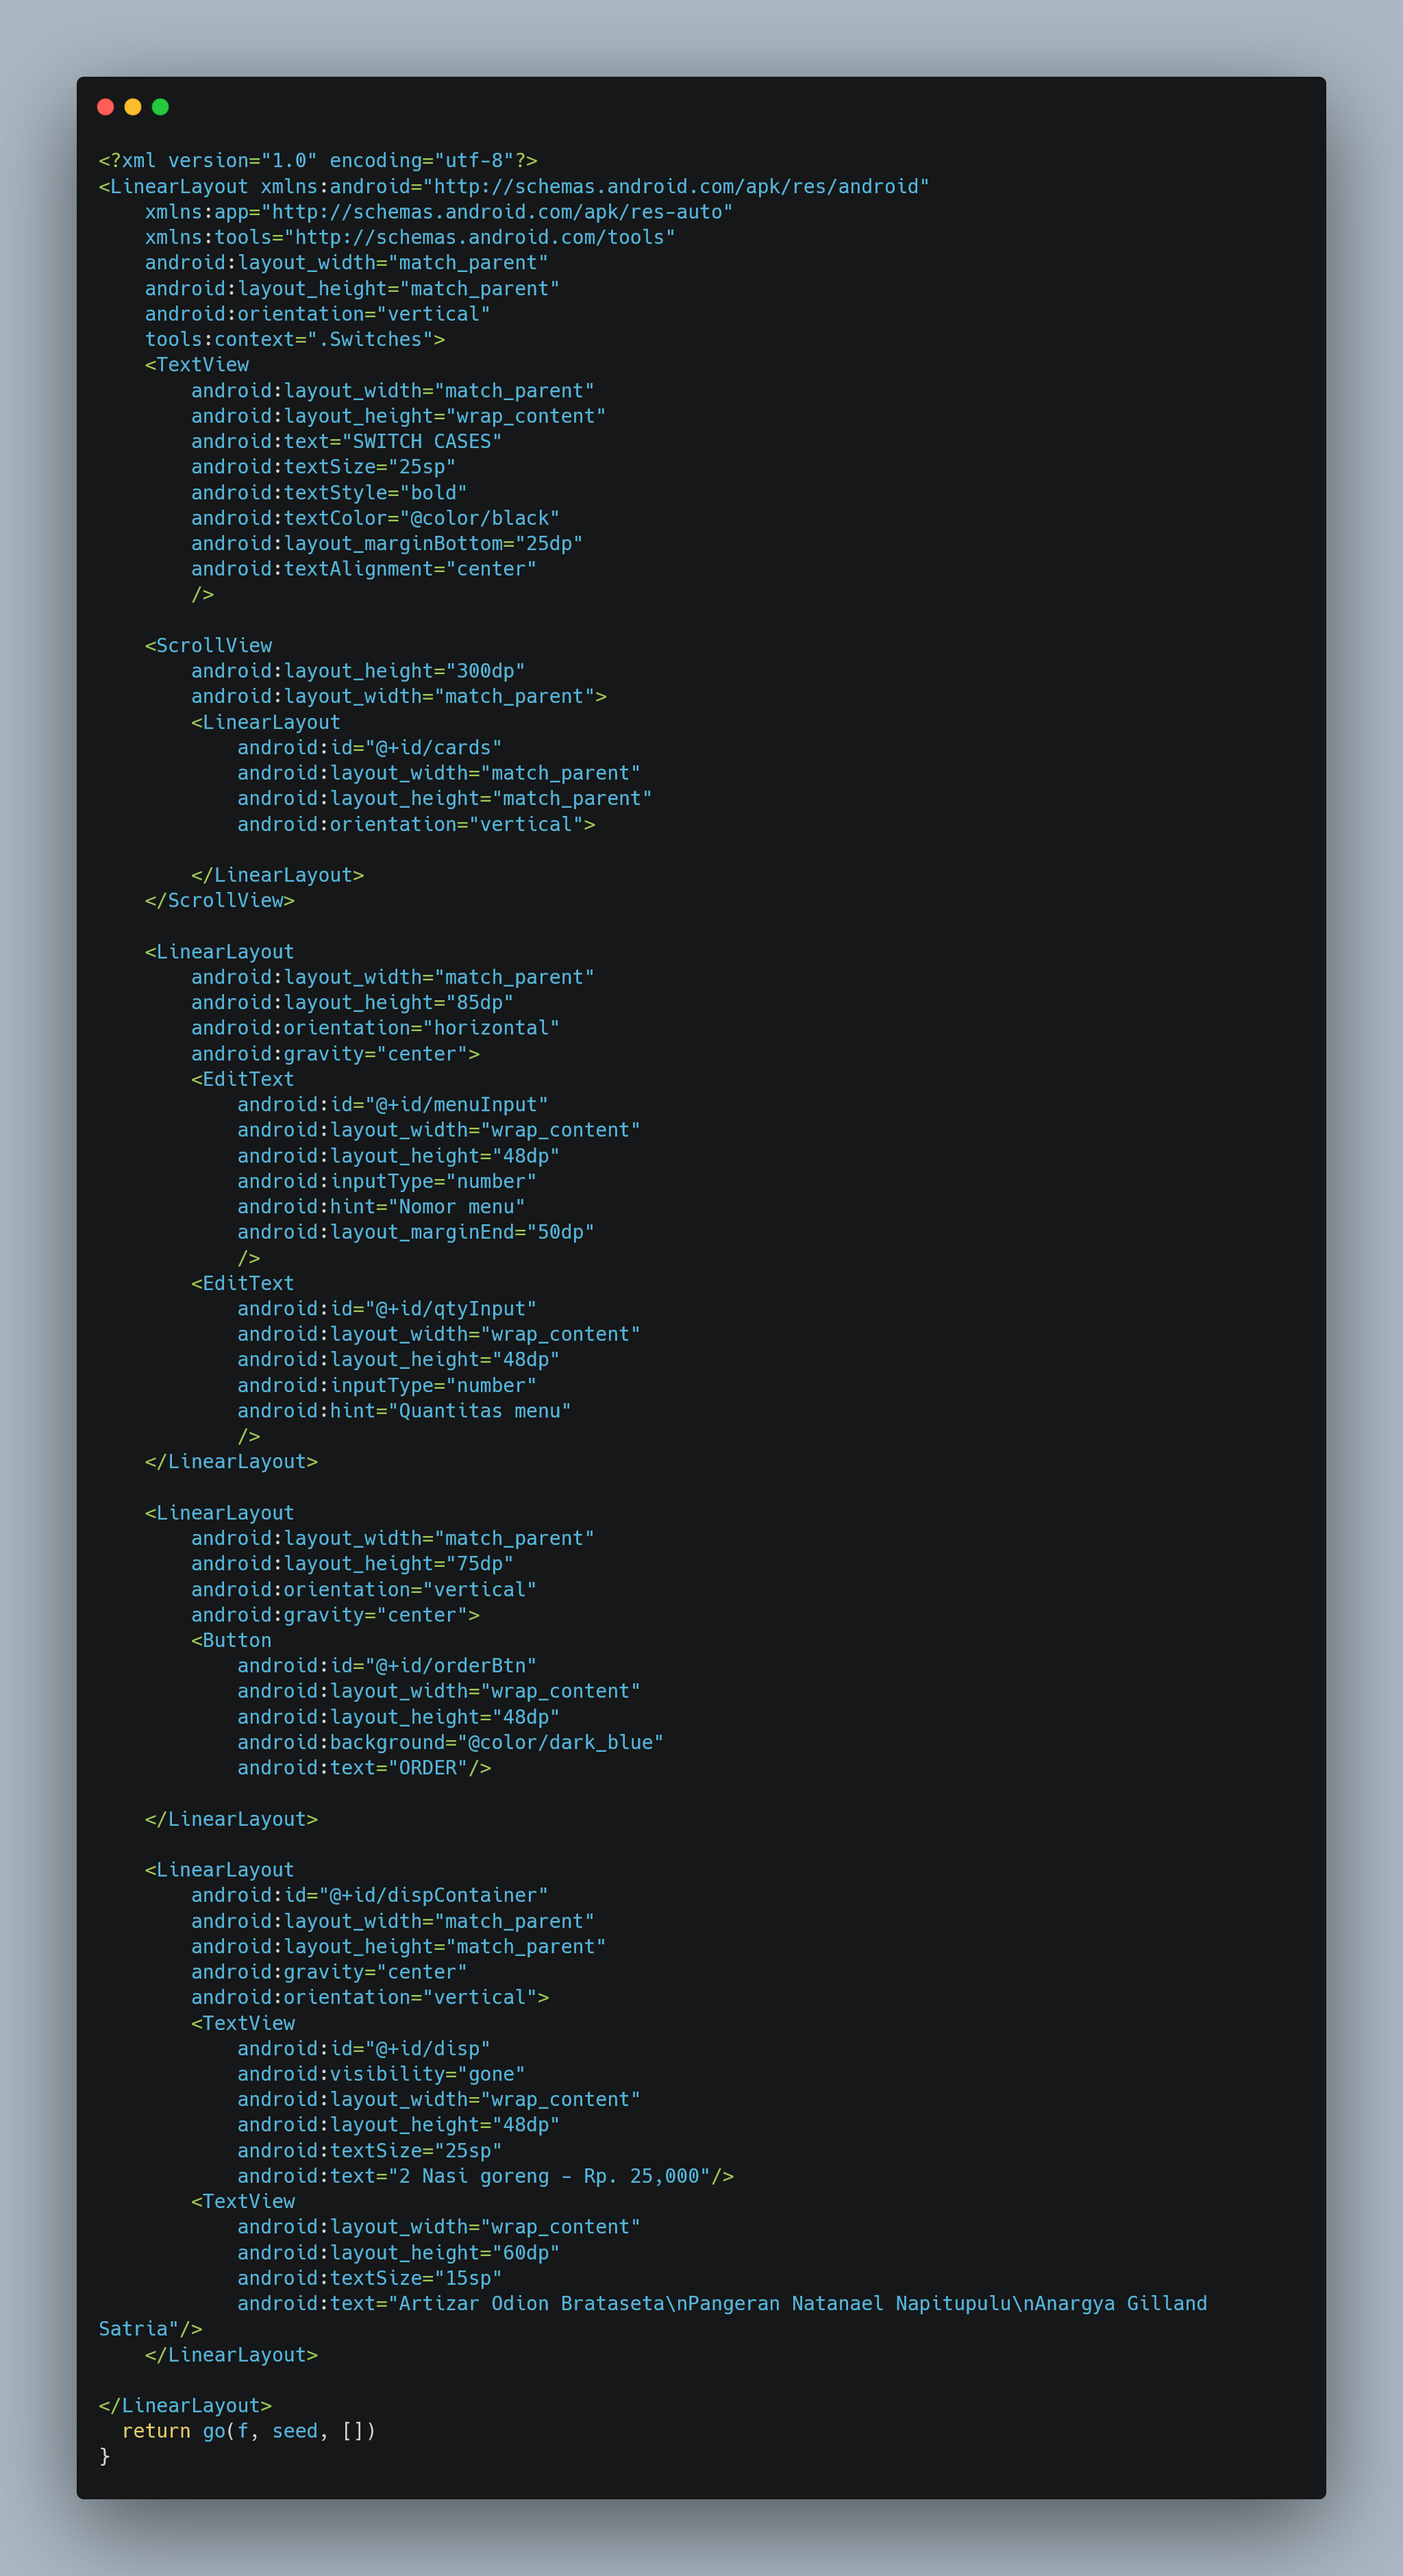 <?xml version="1.0" encoding="utf-8"?>
<LinearLayout xmlns:android="http://schemas.android.com/apk/res/android"
    xmlns:app="http://schemas.android.com/apk/res-auto"
    xmlns:tools="http://schemas.android.com/tools"
    android:layout_width="match_parent"
    android:layout_height="match_parent"
    android:orientation="vertical"
    tools:context=".Switches">
    <TextView
        android:layout_width="match_parent"
        android:layout_height="wrap_content"
        android:text="SWITCH CASES"
        android:textSize="25sp"
        android:textStyle="bold"
        android:textColor="@color/black"
        android:layout_marginBottom="25dp"
        android:textAlignment="center"
        />

    <ScrollView
        android:layout_height="300dp"
        android:layout_width="match_parent">
        <LinearLayout
            android:id="@+id/cards"
            android:layout_width="match_parent"
            android:layout_height="match_parent"
            android:orientation="vertical">

        </LinearLayout>
    </ScrollView>

    <LinearLayout
        android:layout_width="match_parent"
        android:layout_height="85dp"
        android:orientation="horizontal"
        android:gravity="center">
        <EditText
            android:id="@+id/menuInput"
            android:layout_width="wrap_content"
            android:layout_height="48dp"
            android:inputType="number"
            android:hint="Nomor menu"
            android:layout_marginEnd="50dp"
            />
        <EditText
            android:id="@+id/qtyInput"
            android:layout_width="wrap_content"
            android:layout_height="48dp"
            android:inputType="number"
            android:hint="Quantitas menu"
            />
    </LinearLayout>

    <LinearLayout
        android:layout_width="match_parent"
        android:layout_height="75dp"
        android:orientation="vertical"
        android:gravity="center">
        <Button
            android:id="@+id/orderBtn"
            android:layout_width="wrap_content"
            android:layout_height="48dp"
            android:background="@color/dark_blue"
            android:text="ORDER"/>

    </LinearLayout>

    <LinearLayout
        android:id="@+id/dispContainer"
        android:layout_width="match_parent"
        android:layout_height="match_parent"
        android:gravity="center"
        android:orientation="vertical">
        <TextView
            android:id="@+id/disp"
            android:visibility="gone"
            android:layout_width="wrap_content"
            android:layout_height="48dp"
            android:textSize="25sp"
            android:text="2 Nasi goreng - Rp. 25,000"/>
        <TextView
            android:layout_width="wrap_content"
            android:layout_height="60dp"
            android:textSize="15sp"
            android:text="Artizar Odion Brataseta\nPangeran Natanael Napitupulu\nAnargya Gilland
Satria"/>
    </LinearLayout>

</LinearLayout>
  return go(f, seed, [])
}